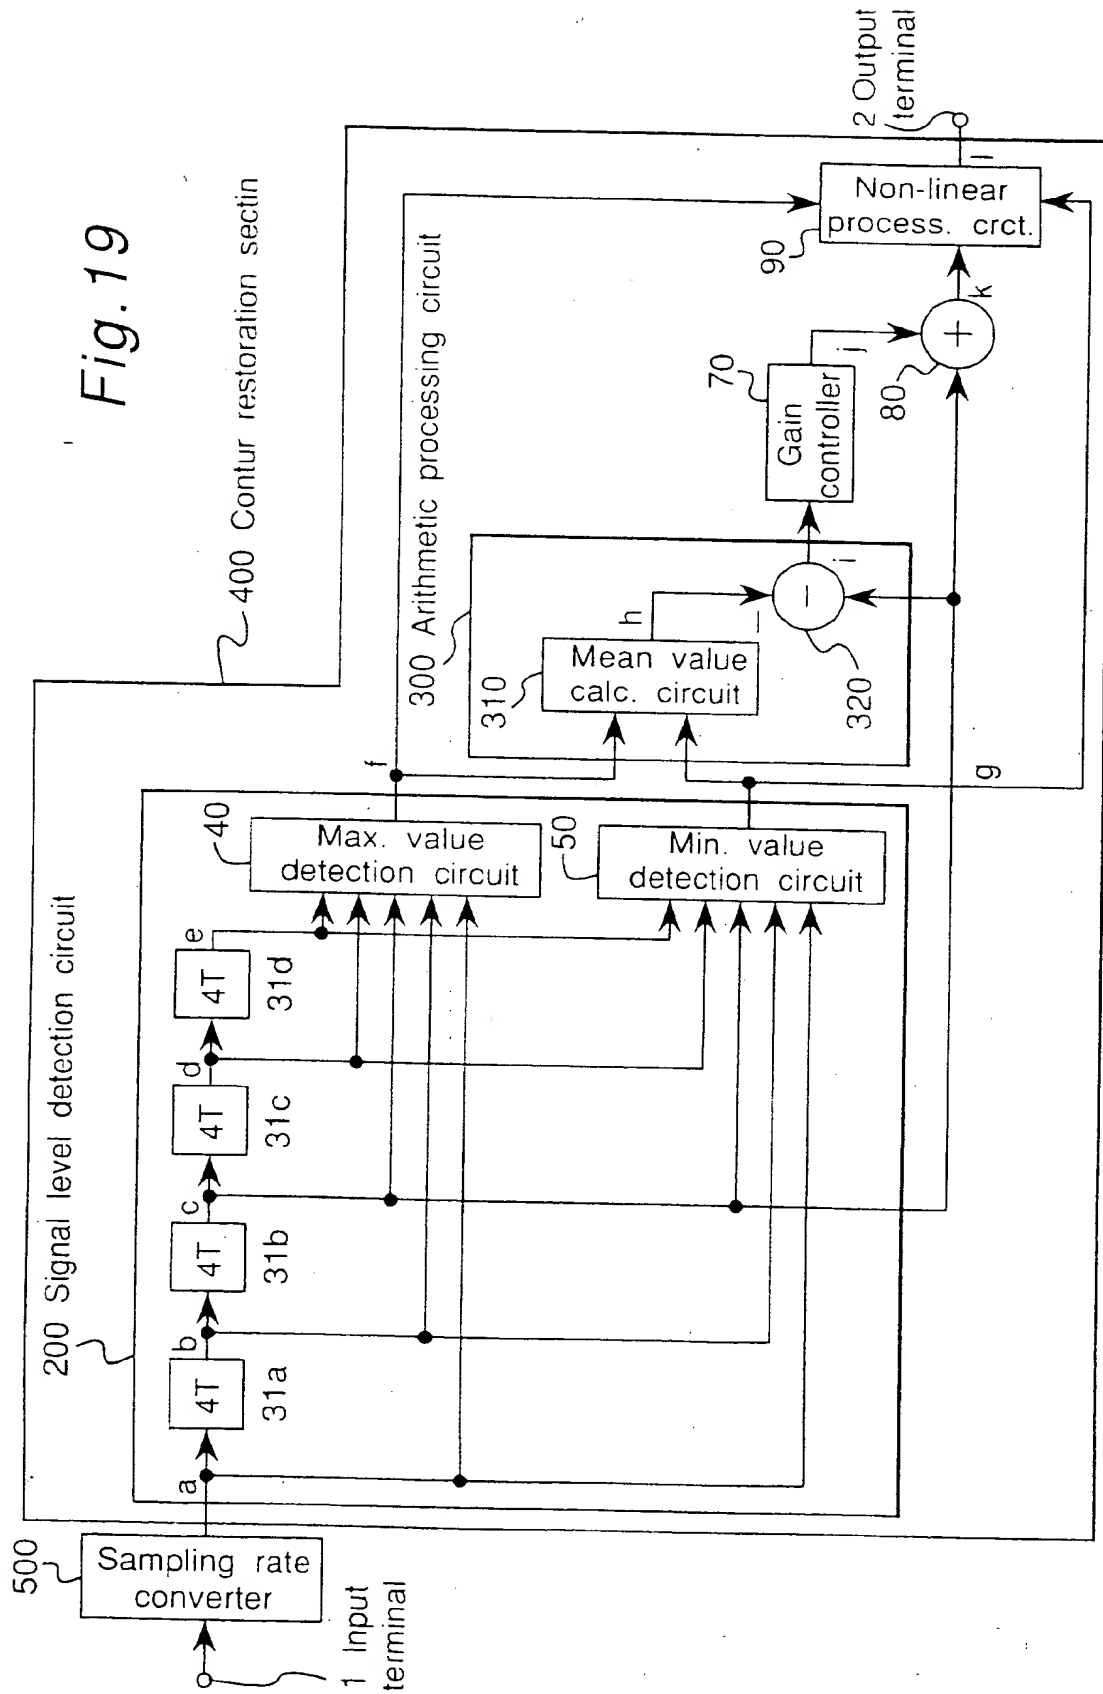 Fig. 19
400 Contur restoration sectin
200 Signal level detection circuit
500
Sampling rate
converter
1 Input
terminal
a
4T
31a
b
4T
31b
c
4T
31c
d
4T
31d
e
40
Max. value
detection circuit
50
Min. value
detection circuit
f
g
300 Arithmetic processing circuit
310
Mean value
calc. circuit
h
-
-
320
i
70
Gain
controller
j
80
+
k
90
Non-linear
process. crct.
l
2 Output
terminal